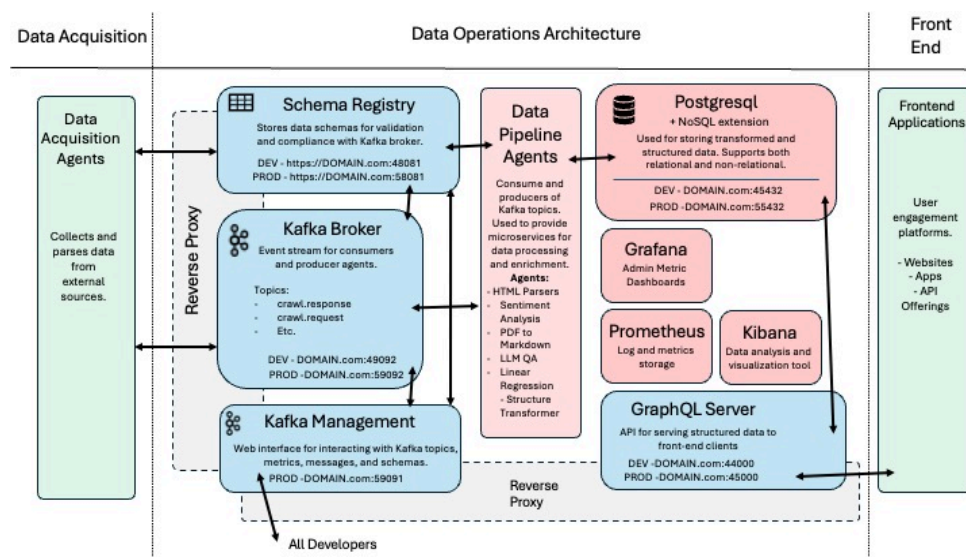 Data Acquisition
Data Operations Architecture
Front
End
Data
Acquisition
Agents
Collects and
parses data
from
external
sources.
Reverse Proxy
Schema Registry
Stores data schemas for validation
and compliance with Kafka broker.
DEV - https://DOMAIN.com:48081
PROD - https://DOMAIN.com:58081
Kafka Broker
Event stream for consumers
and producer agents.
Topics:
- crawl.response
- crawl.request
- Etc.
DEV - DOMAIN.com:49092
PROD -DOMAIN.com:59092
Kafka Management
Web interface for interacting with Kafka topics,
metrics, messages, and schemas.
PROD -DOMAIN.com:59091
All Developers
Data
Pipeline
Agents
Consume and
producers of
Kafka topics.
Used to provide
microservices for
data processing
and enrichment.
Agents:
- HTML Parsers
- Sentiment
Analysis
- PDF to
Markdown
- LLM QA
- Linear
Regression
- Structure
Transformer
Postgresql
+ NoSQL extension
Used for storing transformed and
structured data. Supports both
relational and non-relational.
DEV - DOMAIN.com:45432
PROD -DOMAIN.com:55432
Grafana
Admin Metric
Dashboards
Prometheus
Log and metrics
storage
Kibana
Data analysis and
visualization tool
GraphQL Server
API for serving structured data to
front-end clients
DEV -DOMAIN.com:44000
PROD -DOMAIN.com:45000
Reverse
Proxy
Frontend
Applications
User
engagement
platforms.
- Websites
- Apps
- API
Offerings